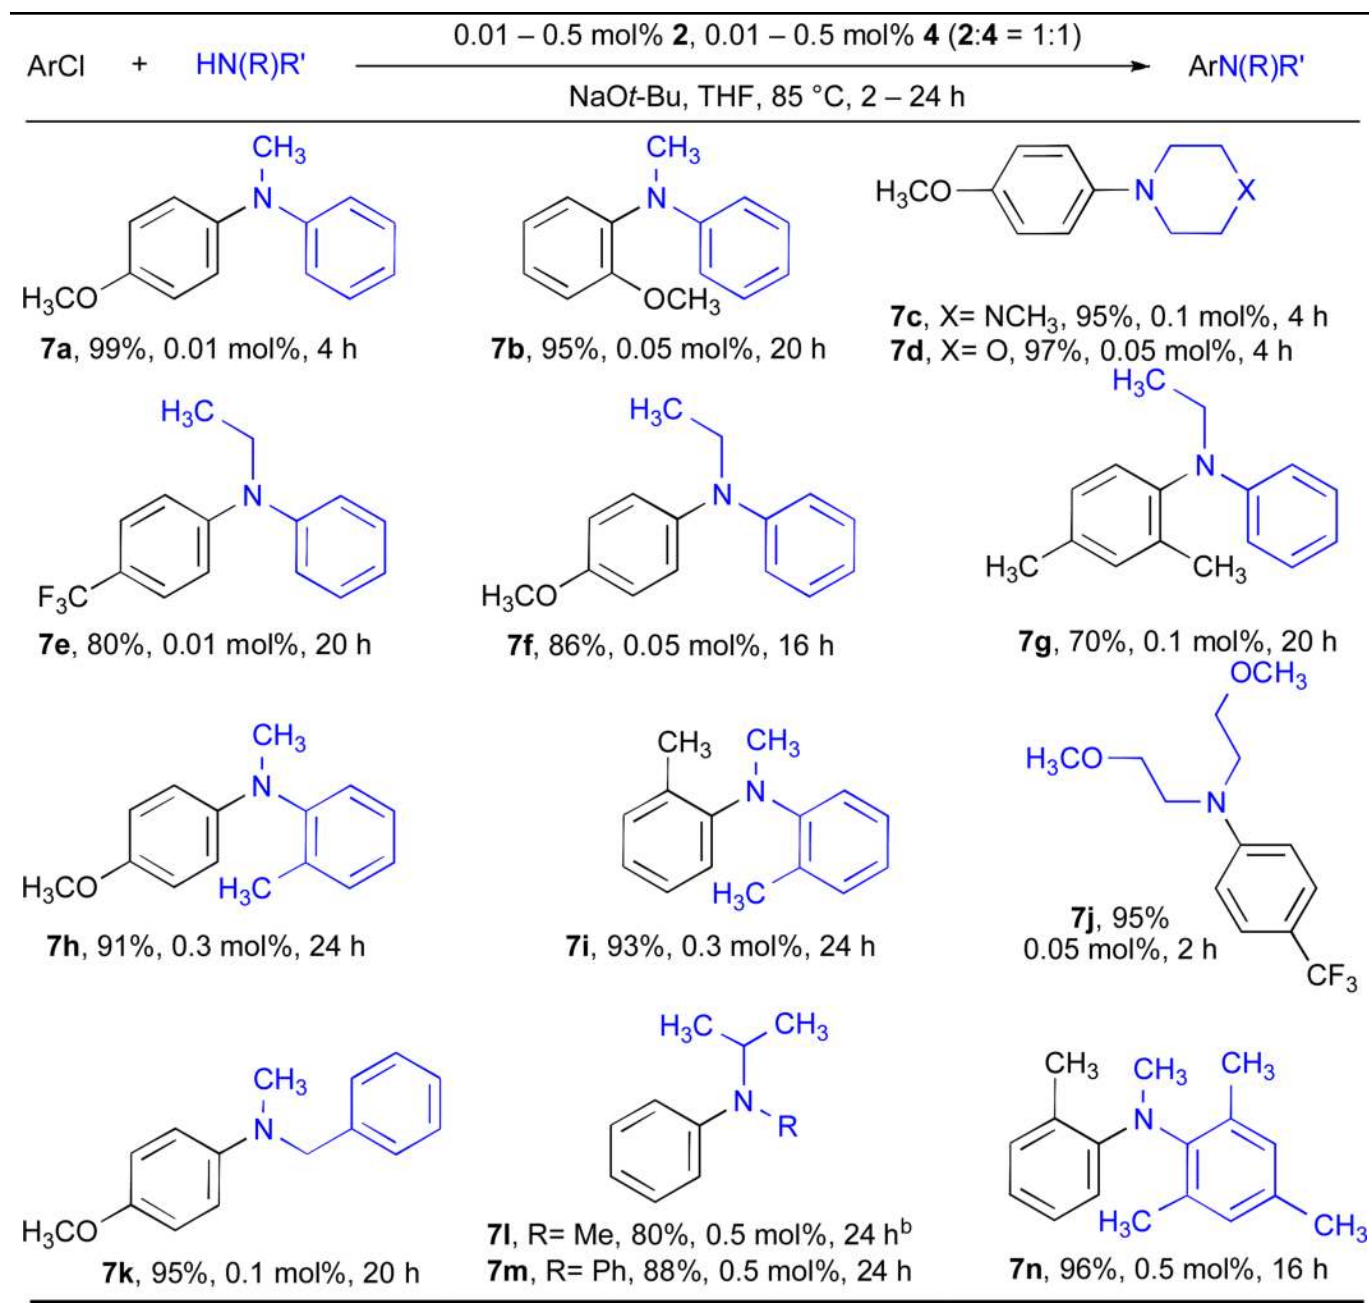 0.01 – 0.5 mol% 2, 0.01 – 0.5 mol% 4 (2:4 = 1:1)
ArCl + HN(R)R' ArN(R)R'
NaOt-Bu, THF, 85 °C, 2 – 24 h
CH₃ CH₃
N N
H₃CO OCH₃
H₃CO N X
7a, 99%, 0.01 mol%, 4 h
7b, 95%, 0.05 mol%, 20 h
7c, X= NCH₃, 95%, 0.1 mol%, 4 h
7d, X= O, 97%, 0.05 mol%, 4 h
H₃C H₃C H₃C
N N N
F₃C H₃CO H₃C CH₃
7e, 80%, 0.01 mol%, 20 h
7f, 86%, 0.05 mol%, 16 h
7g, 70%, 0.1 mol%, 20 h
CH₃ CH₃ CH₃ OCH₃
H₃CO
N N N
H₃CO H₃C H₃C
CF₃
7h, 91%, 0.3 mol%, 24 h
7i, 93%, 0.3 mol%, 24 h
7j, 95%
0.05 mol%, 2 h
CH₃ H₃C CH₃ CH₃ CH₃ CH₃
N N R N
H₃CO H₃C CH₃
7k, 95%, 0.1 mol%, 20 h
7l, R= Me, 80%, 0.5 mol%, 24 hᵇ
7m, R= Ph, 88%, 0.5 mol%, 24 h
7n, 96%, 0.5 mol%, 16 h